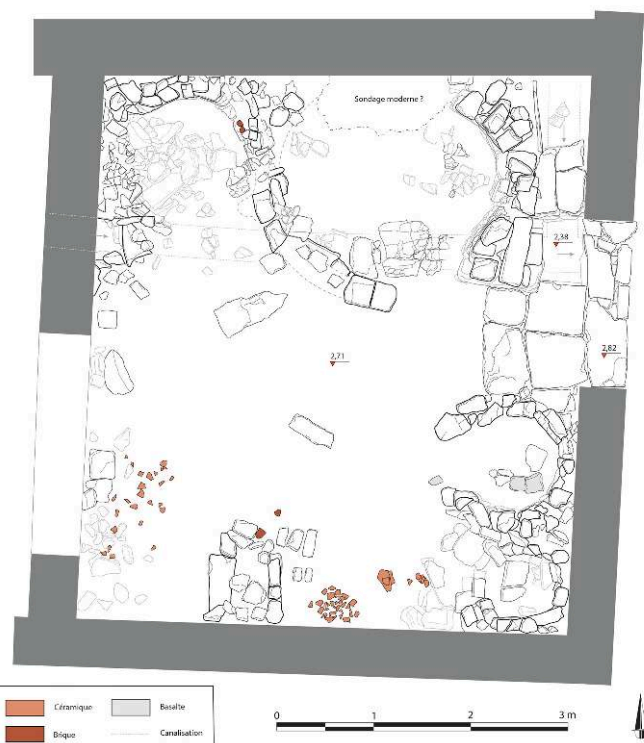 Sondage moderne ?
2,38
2,82
2,71
Céramique
Basalte
Brique
Canalisation
0 1 2 3 m